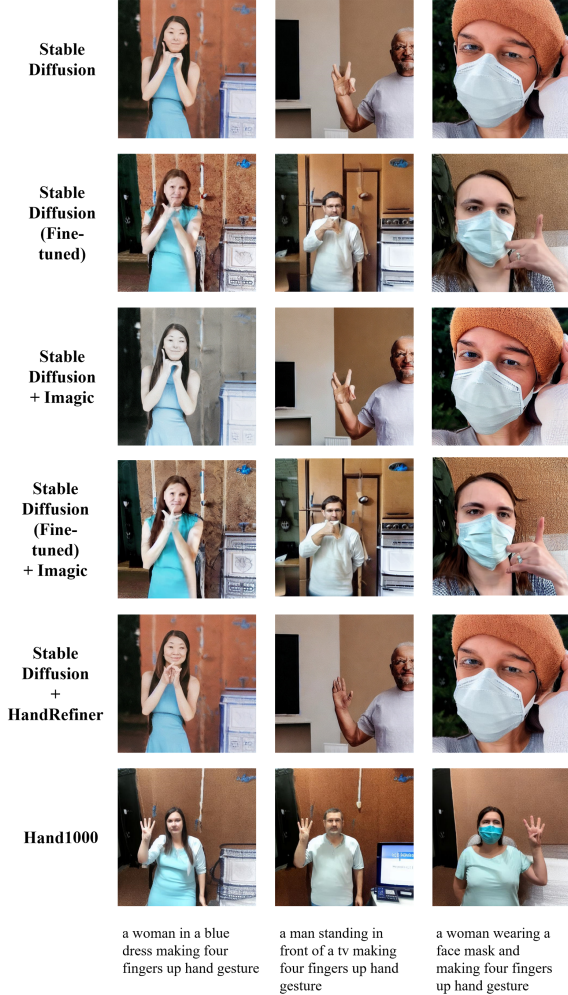 Stable
Diffusion
Stable
Diffusion
(Fine-
tuned)
Stable
Diffusion
+ Imagic
Stable
Diffusion
(Fine-
tuned)
+ Imagic
Stable
Diffusion
+
HandRefiner
Hand1000
a woman in a blue
dress making four
fingers up hand gesture
a man standing in
front of a tv making
four fingers up hand
gesture
a woman wearing a
face mask and
making four fingers
up hand gesture